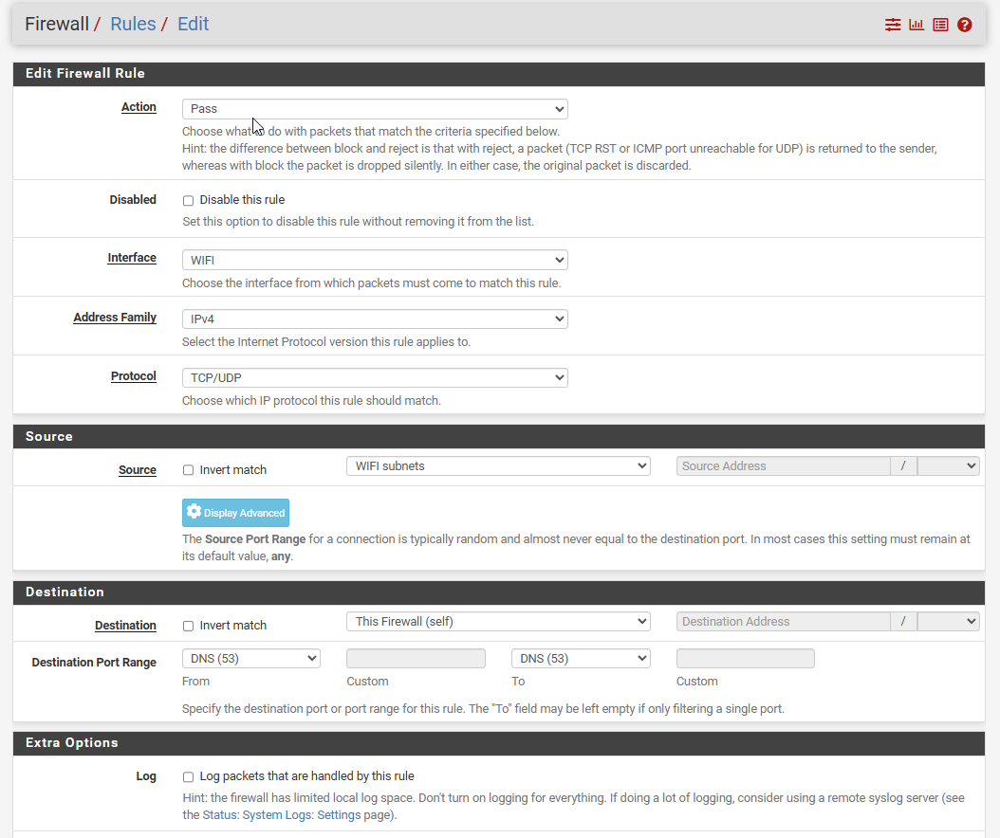 Firewall / Rules / Edit
Edit Firewall Rule
Action
Pass
Choose what to do with packets that match the criteria specified below.
Hint: the difference between block and reject is that with reject, a packet (TCP RST or ICMP port unreachable for UDP) is returned to the sender,
whereas with block the packet is dropped silently. In either case, the original packet is discarded.
Disabled
Disable this rule
Set this option to disable this rule without removing it from the list.
Interface
WIFI
Choose the interface from which packets must come to match this rule.
Address Family
IPv4
Select the Internet Protocol version this rule applies to.
Protocol
TCP/UDP
Choose which IP protocol this rule should match.
Source
Source
Invert match
WIFI subnets
Source Address
/
Display Advanced
The Source Port Range for a connection is typically random and almost never equal to the destination port. In most cases this setting must remain at
its default value, any.
Destination
Destination
Invert match
This Firewall (self)
Destination Address
/
Destination Port Range
DNS (53)
DNS (53)
From
Custom
To
Custom
Specify the destination port or port range for this rule. The "To" field may be left empty if only filtering a single port.
Extra Options
Log
Log packets that are handled by this rule
Hint: the firewall has limited local log space. Don't turn on logging for everything. If doing a lot of logging, consider using a remote syslog server (see
the Status: System Logs: Settings page).